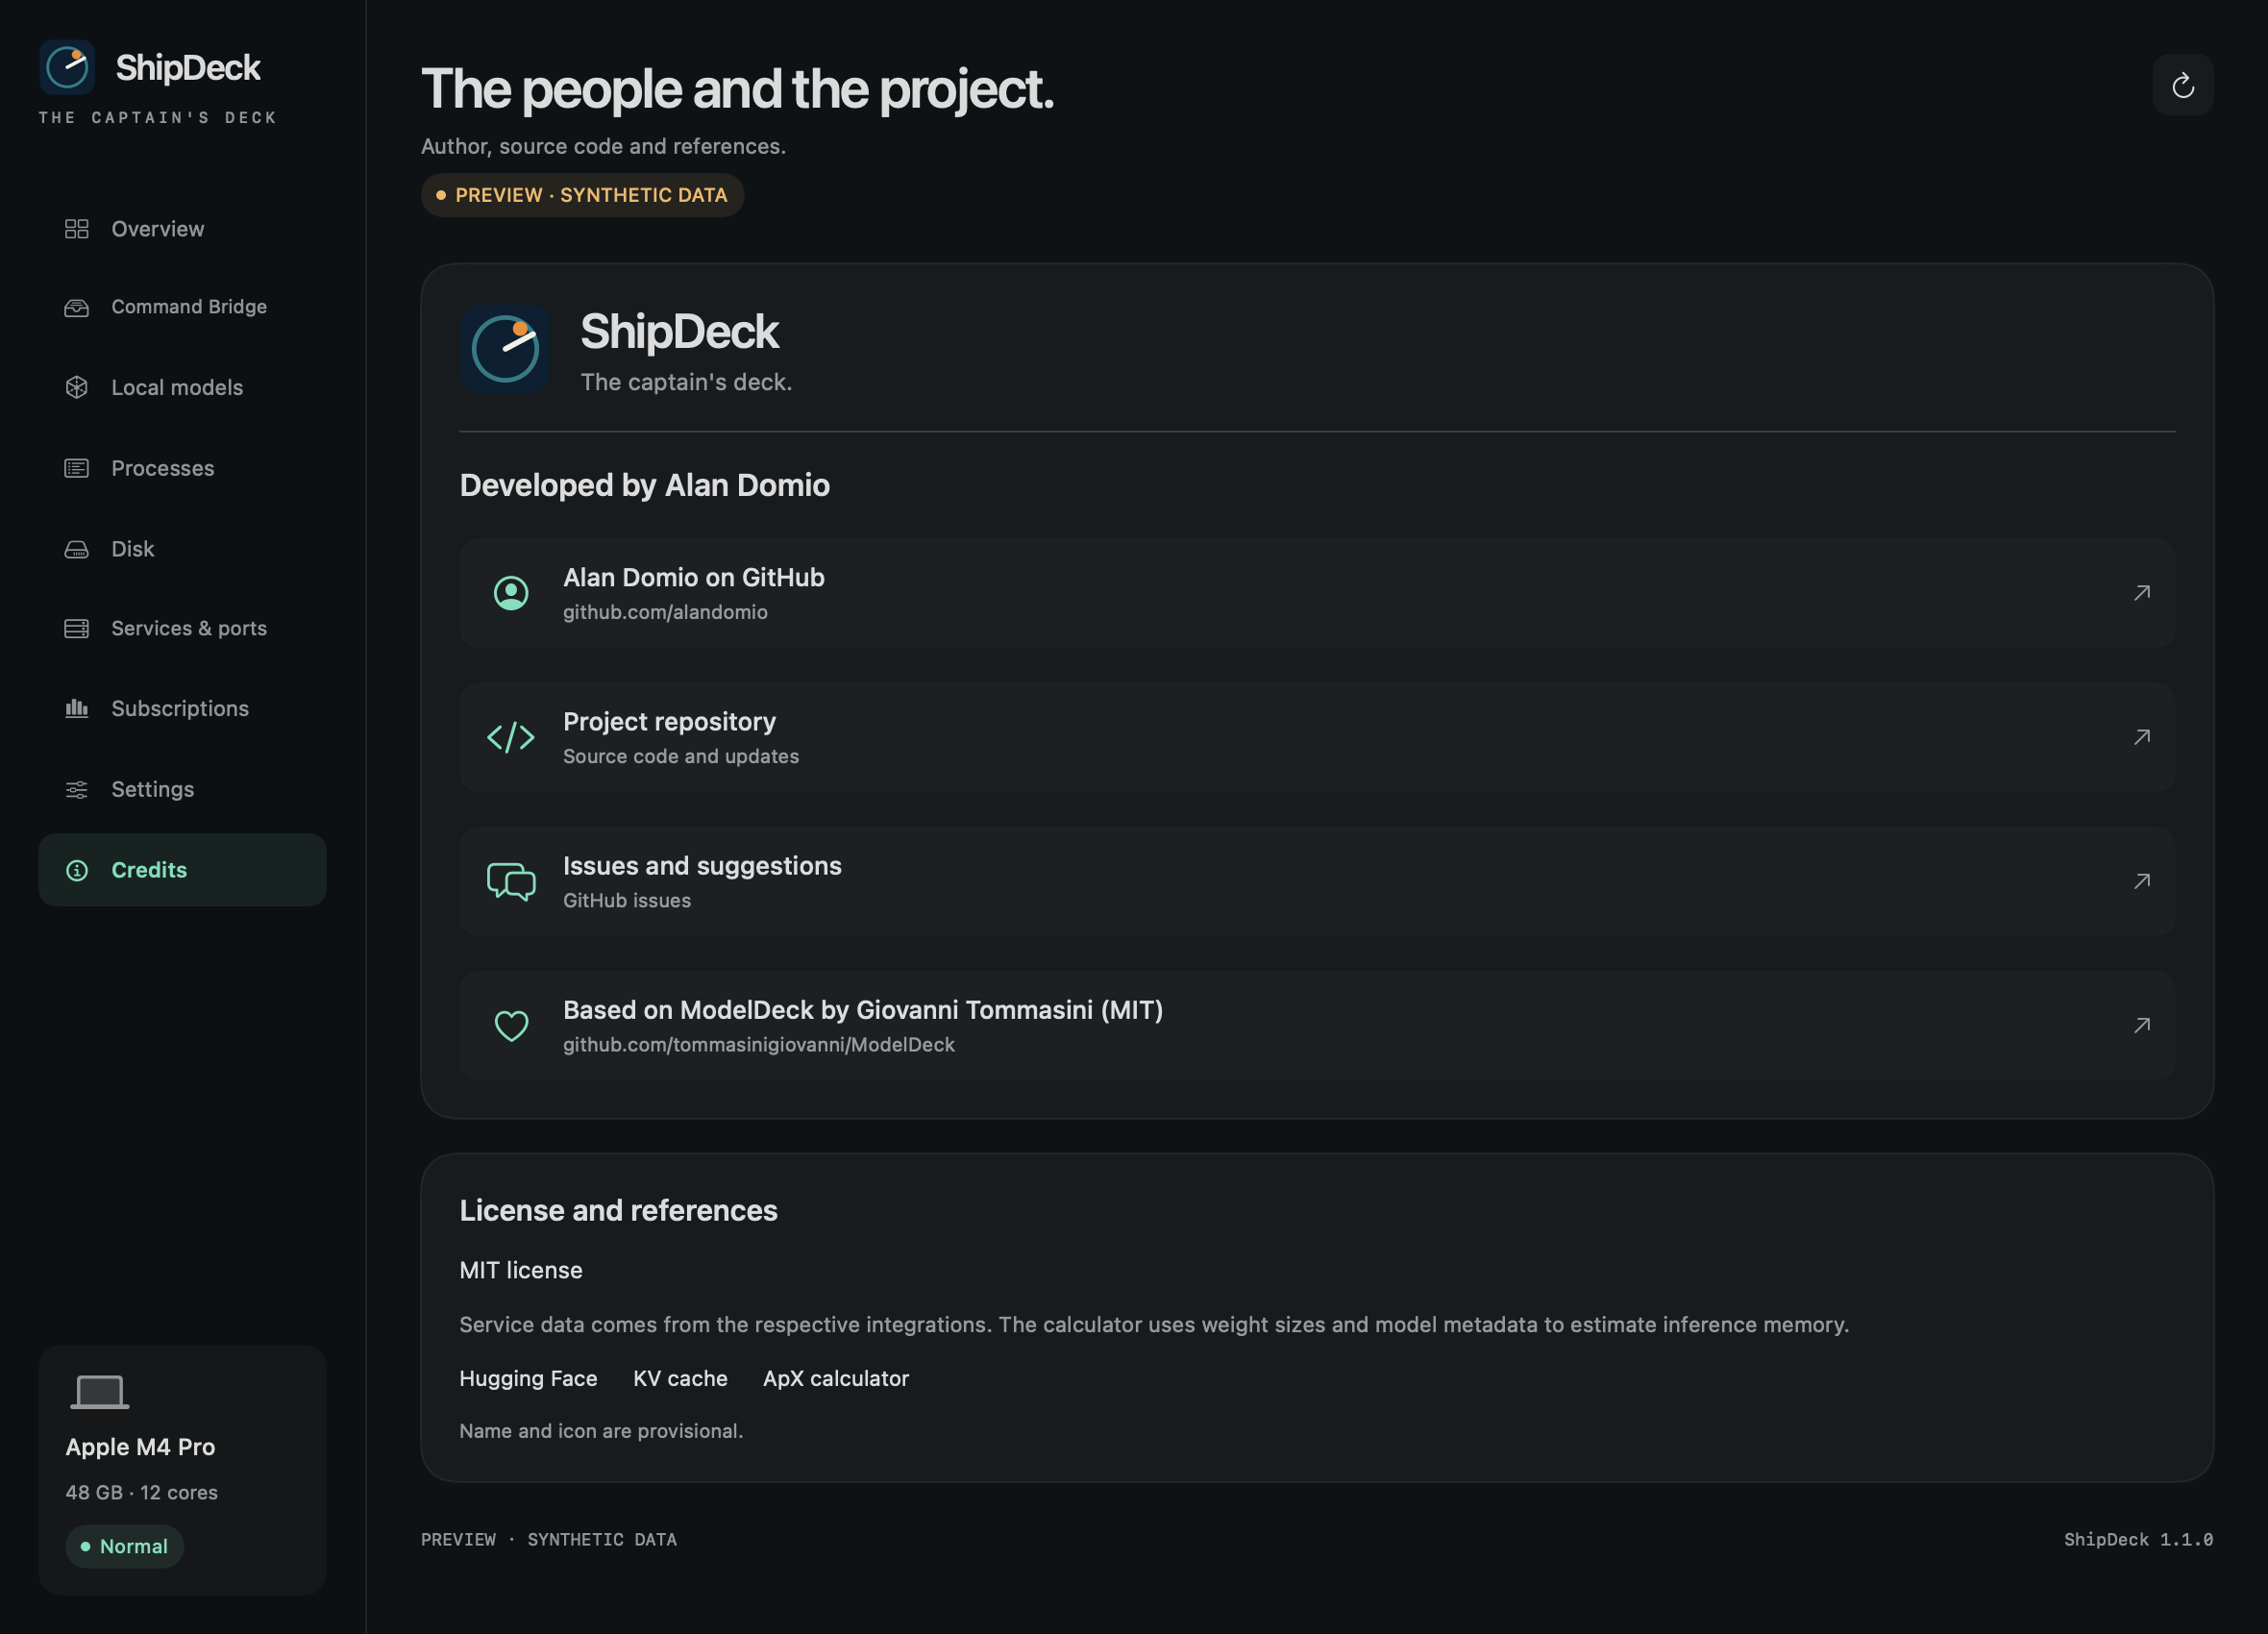 ShipDeck
THE CAPTAIN'S DECK
Overview
Command Bridge
Local models
Processes
Disk
Services & ports
Subscriptions
Settings
Credits
Apple M4 Pro
48 GB · 12 cores
Normal
The people and the project.
Author, source code and references.
PREVIEW · SYNTHETIC DATA
ShipDeck
The captain's deck.
Developed by Alan Domio
Alan Domio on GitHub
github.com/alandomio
Project repository
Source code and updates
Issues and suggestions
GitHub issues
Based on ModelDeck by Giovanni Tommasini (MIT)
github.com/tommasinigiovanni/ModelDeck
License and references
MIT license
Service data comes from the respective integrations. The calculator uses weight sizes and model metadata to estimate inference memory.
Hugging Face KV cache ApX calculator
Name and icon are provisional.
PREVIEW · SYNTHETIC DATA
ShipDeck 1.1.0